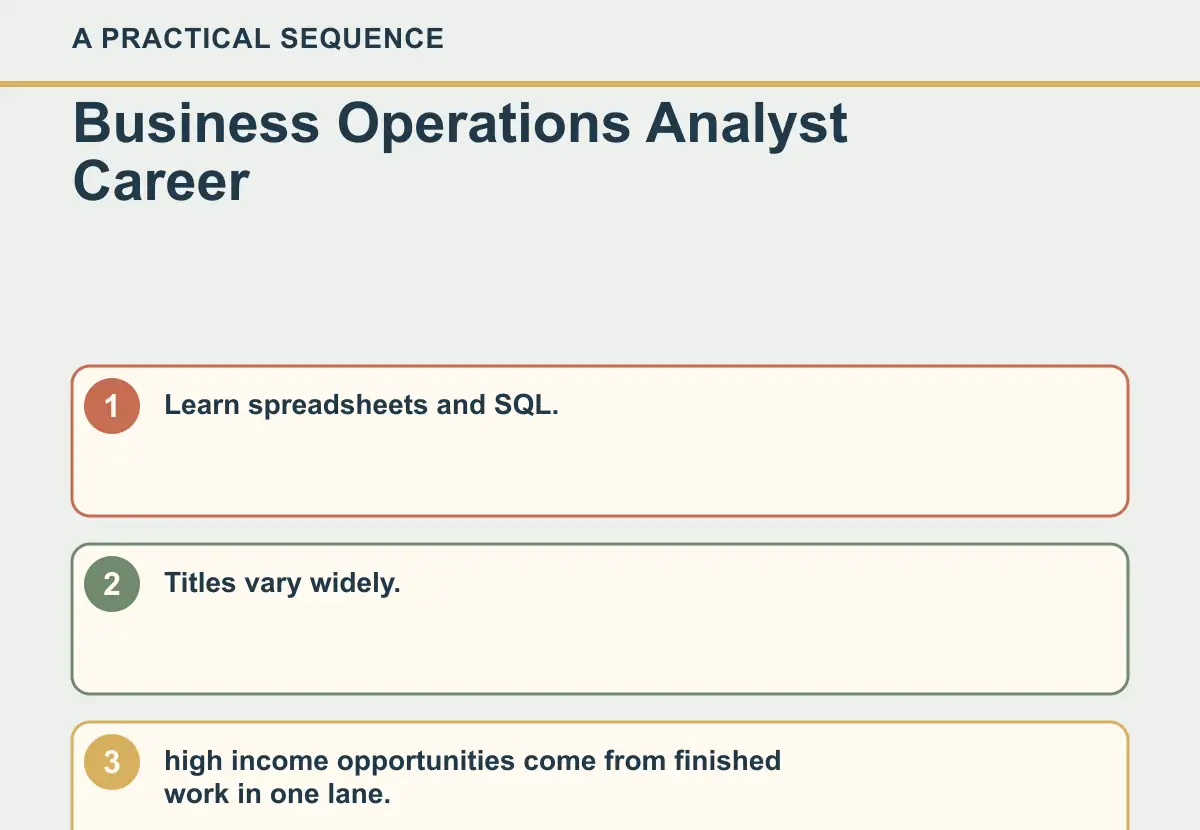 A PRACTICAL SEQUENCE
Business Operations Analyst
Career
1
Learn spreadsheets and SQL.
2
Titles vary widely.
3
high income opportunities come from finished
work in one lane.